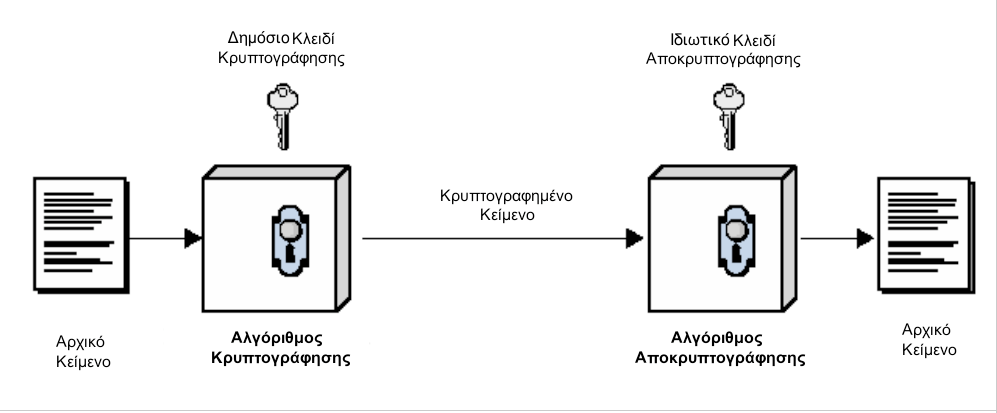 Δημόσιο Κλειδί
Κρυπτογράφησης
Ιδιωτικό Κλειδί
Αποκρυπτογράφησης
Κρυπτογραφημένο
Κείμενο
Αρχικό
Κείμενο
Αλγόριθμος
Κρυπτογράφησης
Αλγόριθμος
Αποκρυπτογράφησης
Αρχικό
Κείμενο